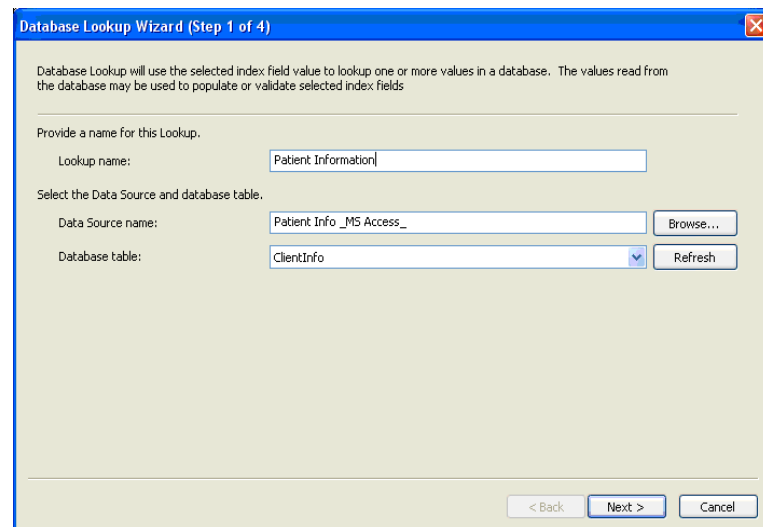 Database Lookup Wizard (Step 1 of 4)
Database Lookup will use the selected index field value to lookup one or more values in a database. The values read from
the database may be used to populate or validate selected index fields
Provide a name for this Lookup.
Lookup name: Patient Information
Select the Data Source and database table.
Data Source name: Patient Info _MS Access_ Browse...
Database table: ClientInfo Refresh
< Back Next > Cancel